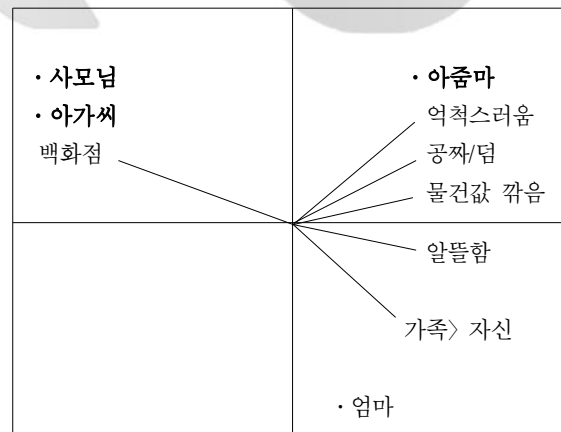 · 사모님
· 아가씨
백화점
· 아줌마
억척스러움
공짜/덤
물건값 깎음
알뜰함
가족〉 자신
· 엄마